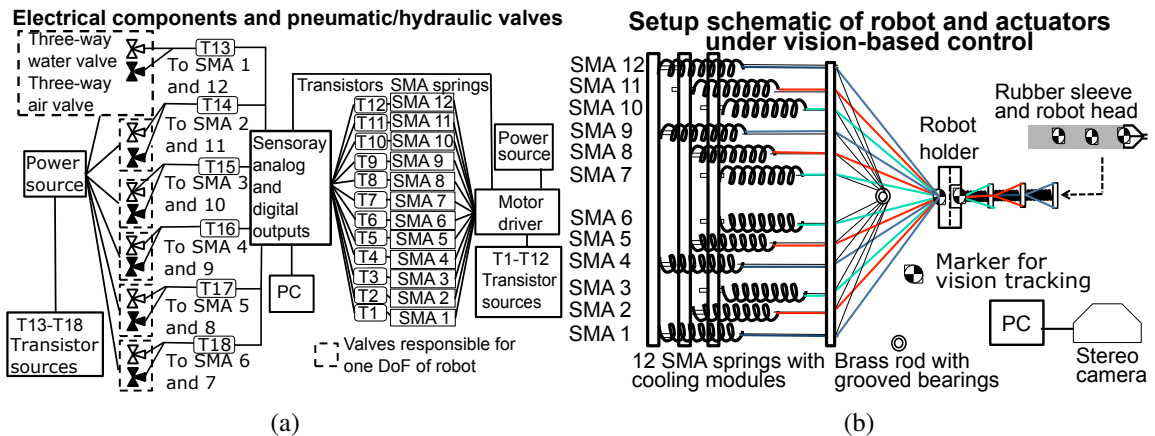 Electrical components and pneumatic/hydraulic valves
Three-way
water valve
Three-way
air valve
T13
To SMA 1
and 12
T14
To SMA 2
and 11
T15
To SMA 3
and 10
T16
To SMA 4
and 9
T17
To SMA 5
and 8
T18
To SMA 6
and 7
Power
source
T13-T18
Transistor
sources
Sensoray
analog
and
digital
outputs
PC
Transistors SMA springs
T12 SMA 12
T11 SMA 11
T10 SMA 10
T9 SMA 9
T8 SMA 8
T7 SMA 7
T6 SMA 6
T5 SMA 5
T4 SMA 4
T3 SMA 3
T2 SMA 2
T1 SMA 1
Power
source
Motor
driver
T1-T12
Transistor
sources
Valves responsible for
one DoF of robot
(a)
Setup schematic of robot and actuators
under vision-based control
SMA 12
SMA 11
SMA 10
SMA 9
SMA 8
SMA 7
SMA 6
SMA 5
SMA 4
SMA 3
SMA 2
SMA 1
12 SMA springs with
cooling modules
Brass rod with
grooved bearings
Robot
holder
Rubber sleeve
and robot head
Marker for
vision tracking
PC
Stereo
camera
(b)